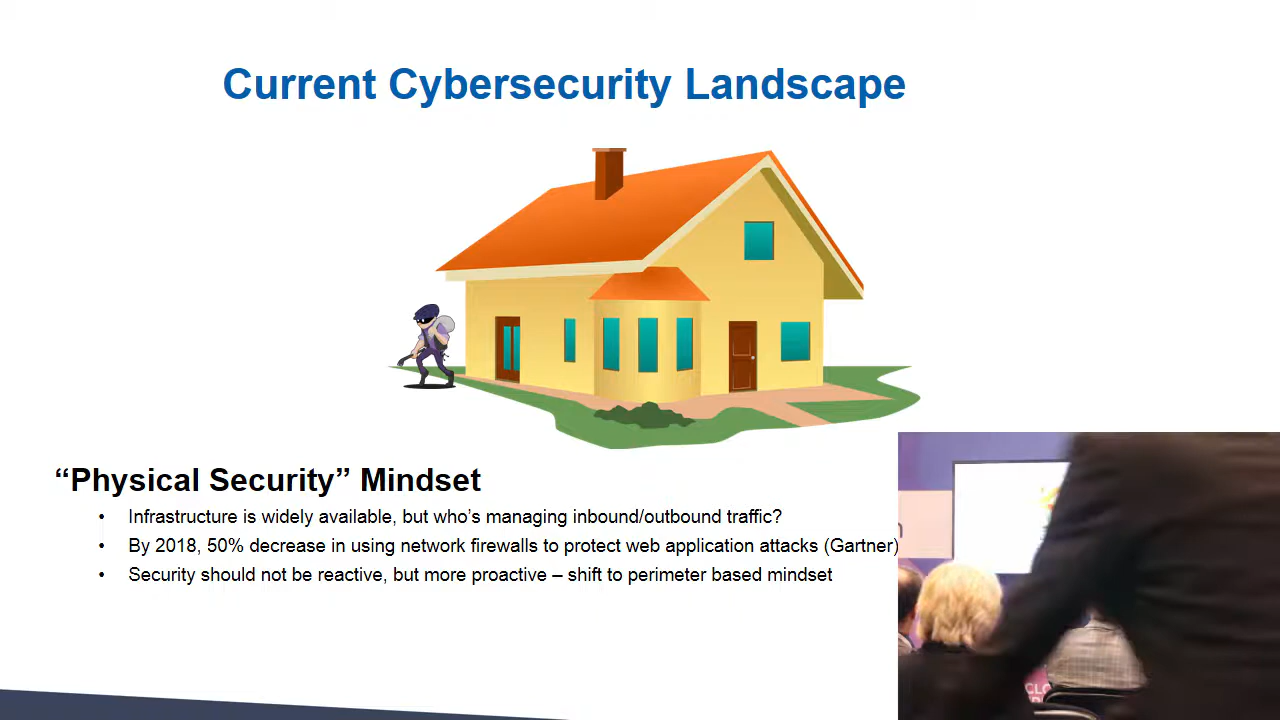 Current Cybersecurity Landscape
“Physical Security” Mindset
• Infrastructure is widely available, but who’s managing inbound/outbound traffic?
• By 2018, 50% decrease in using network firewalls to protect web application attacks (Gartner)
• Security should not be reactive, but more proactive – shift to perimeter based mindset